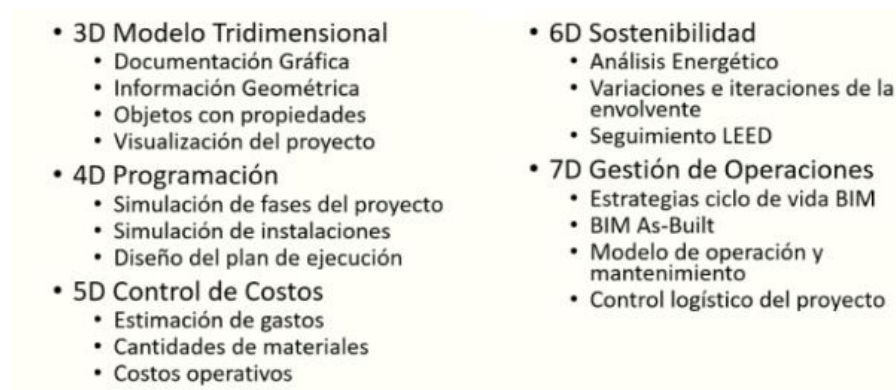 • 3D Modelo Tridimensional
• Documentación Gráfica
• Información Geométrica
• Objetos con propiedades
• Visualización del proyecto
• 4D Programación
• Simulación de fases del proyecto
• Simulación de instalaciones
• Diseño del plan de ejecución
• 5D Control de Costos
• Estimación de gastos
• Cantidades de materiales
• Costos operativos
• 6D Sostenibilidad
• Análisis Energético
• Variaciones e iteraciones de la
envolvente
• Seguimiento LEED
• 7D Gestión de Operaciones
• Estrategias ciclo de vida BIM
• BIM As-Built
• Modelo de operación y
mantenimiento
• Control logístico del proyecto